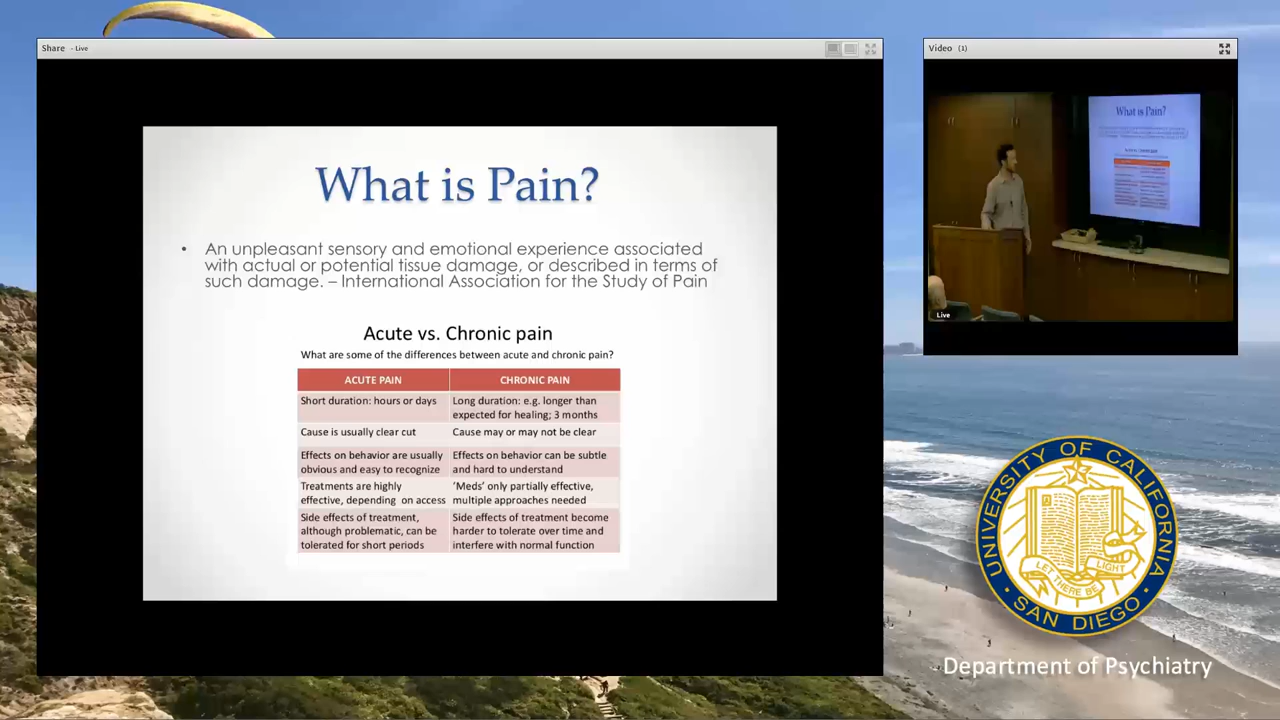 Share - Live
Video (1)
What is Pain?
• An unpleasant sensory and emotional experience associated
with actual or potential tissue damage, or described in terms of
such damage. – International Association for the Study of Pain
Acute vs. Chronic pain
What are some of the differences between acute and chronic pain?
ACUTE PAIN CHRONIC PAIN
Short duration: hours or days
Long duration: e.g. longer than
expected for healing; 3 months
Cause is usually clear cut
Cause may or may not be clear
Effects on behavior are usually
obvious and easy to recognize
Effects on behavior can be subtle
and hard to understand
Treatments are highly
effective, depending on access
‘Meds’ only partially effective,
multiple approaches needed
Side effects of treatment,
although problematic, can be
tolerated for short periods
Side effects of treatment become
harder to tolerate over time and
interfere with normal function
What is Pain?
Live
UNIVERSITY OF CALIFORNIA
LET THERE BE LIGHT
SAN DIEGO
Department of Psychiatry